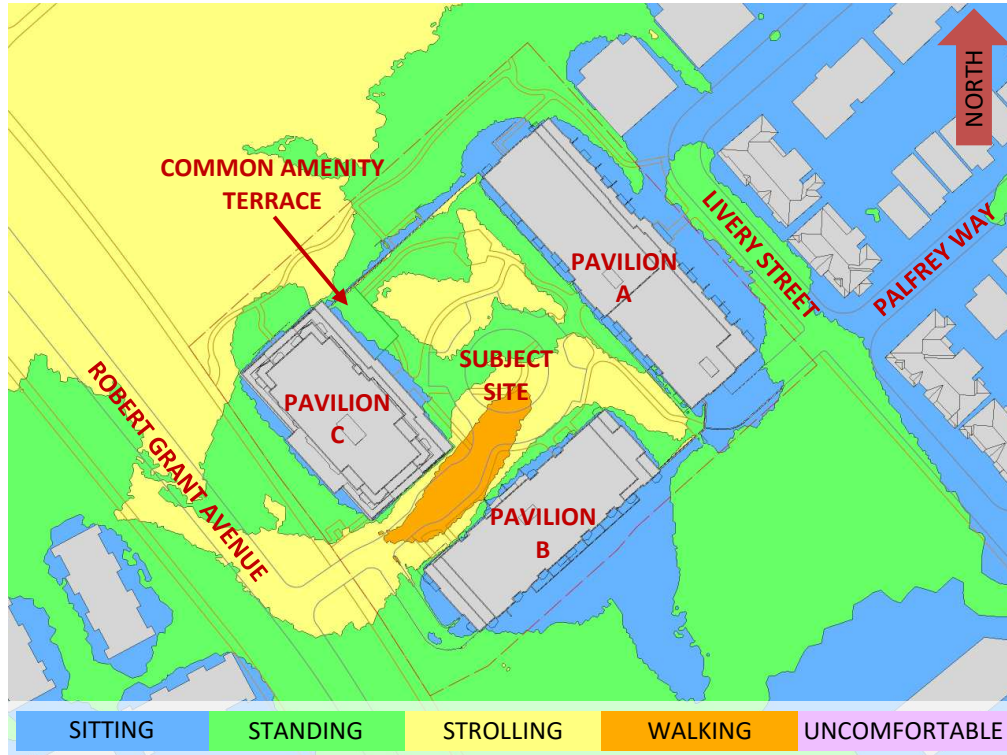 NORTH
COMMON AMENITY
TERRACE
LIVERY STREET
PALFREY WAY
PAVILION
A
SUBJECT
SITE
PAVILION
C
ROBERT GRANT AVENUE
PAVILION
B
SITTING
STANDING
STROLLING
WALKING
UNCOMFORTABLE